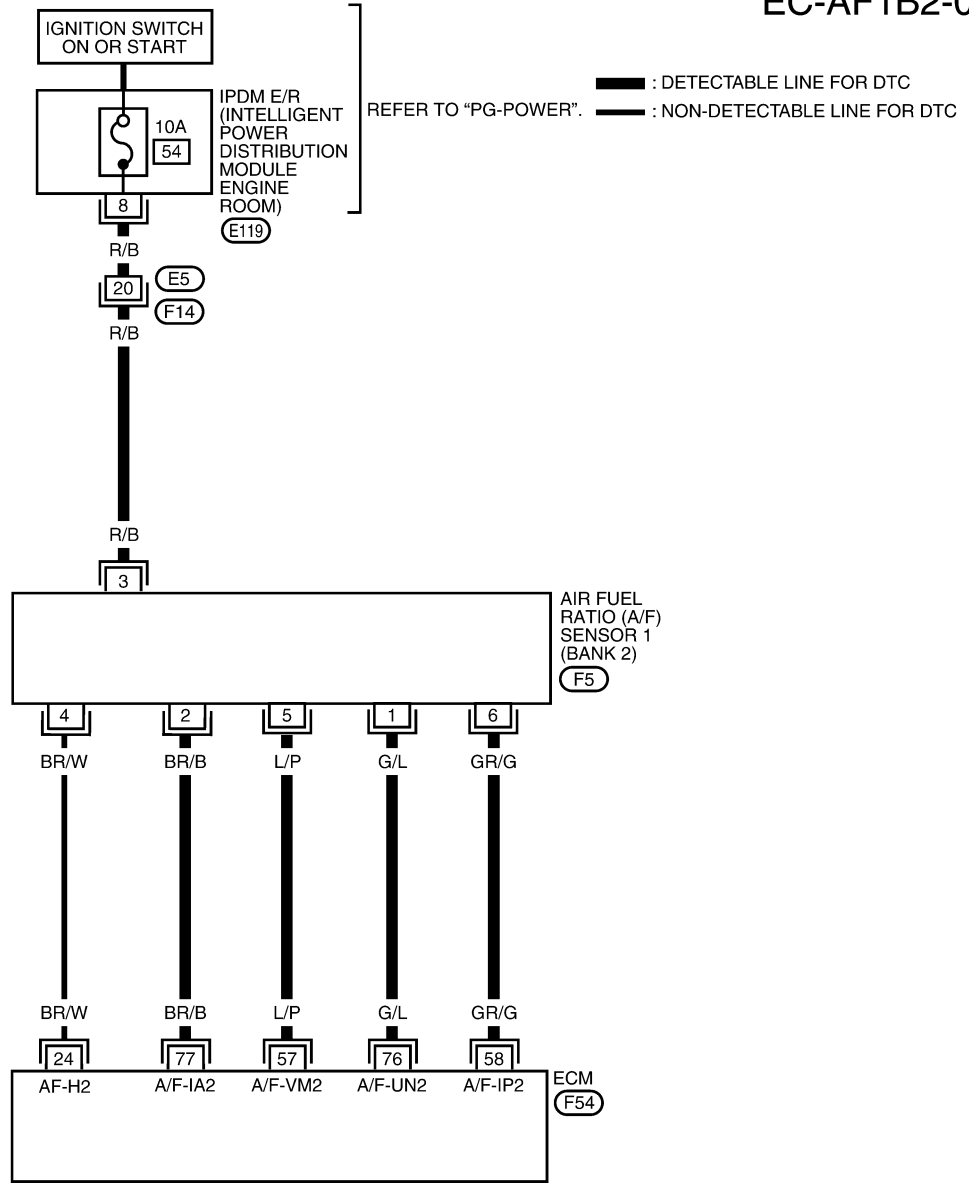 EC-AF1B2-0
IGNITION SWITCH
ON OR START
10A
54
IPDM E/R
(INTELLIGENT
POWER
DISTRIBUTION
MODULE
ENGINE
ROOM)
E119
REFER TO “PG-POWER”.
: DETECTABLE LINE FOR DTC
: NON-DETECTABLE LINE FOR DTC
8
R/B
20
E5
F14
R/B
R/B
3
AIR FUEL
RATIO (A/F)
SENSOR 1
(BANK 2)
F5
4 2 5 1 6
BR/W BR/B L/P G/L GR/G
BR/W BR/B L/P G/L GR/G
24 77 57 76 58
AF-H2 A/F-IA2 A/F-VM2 A/F-UN2 A/F-IP2
ECM
F54